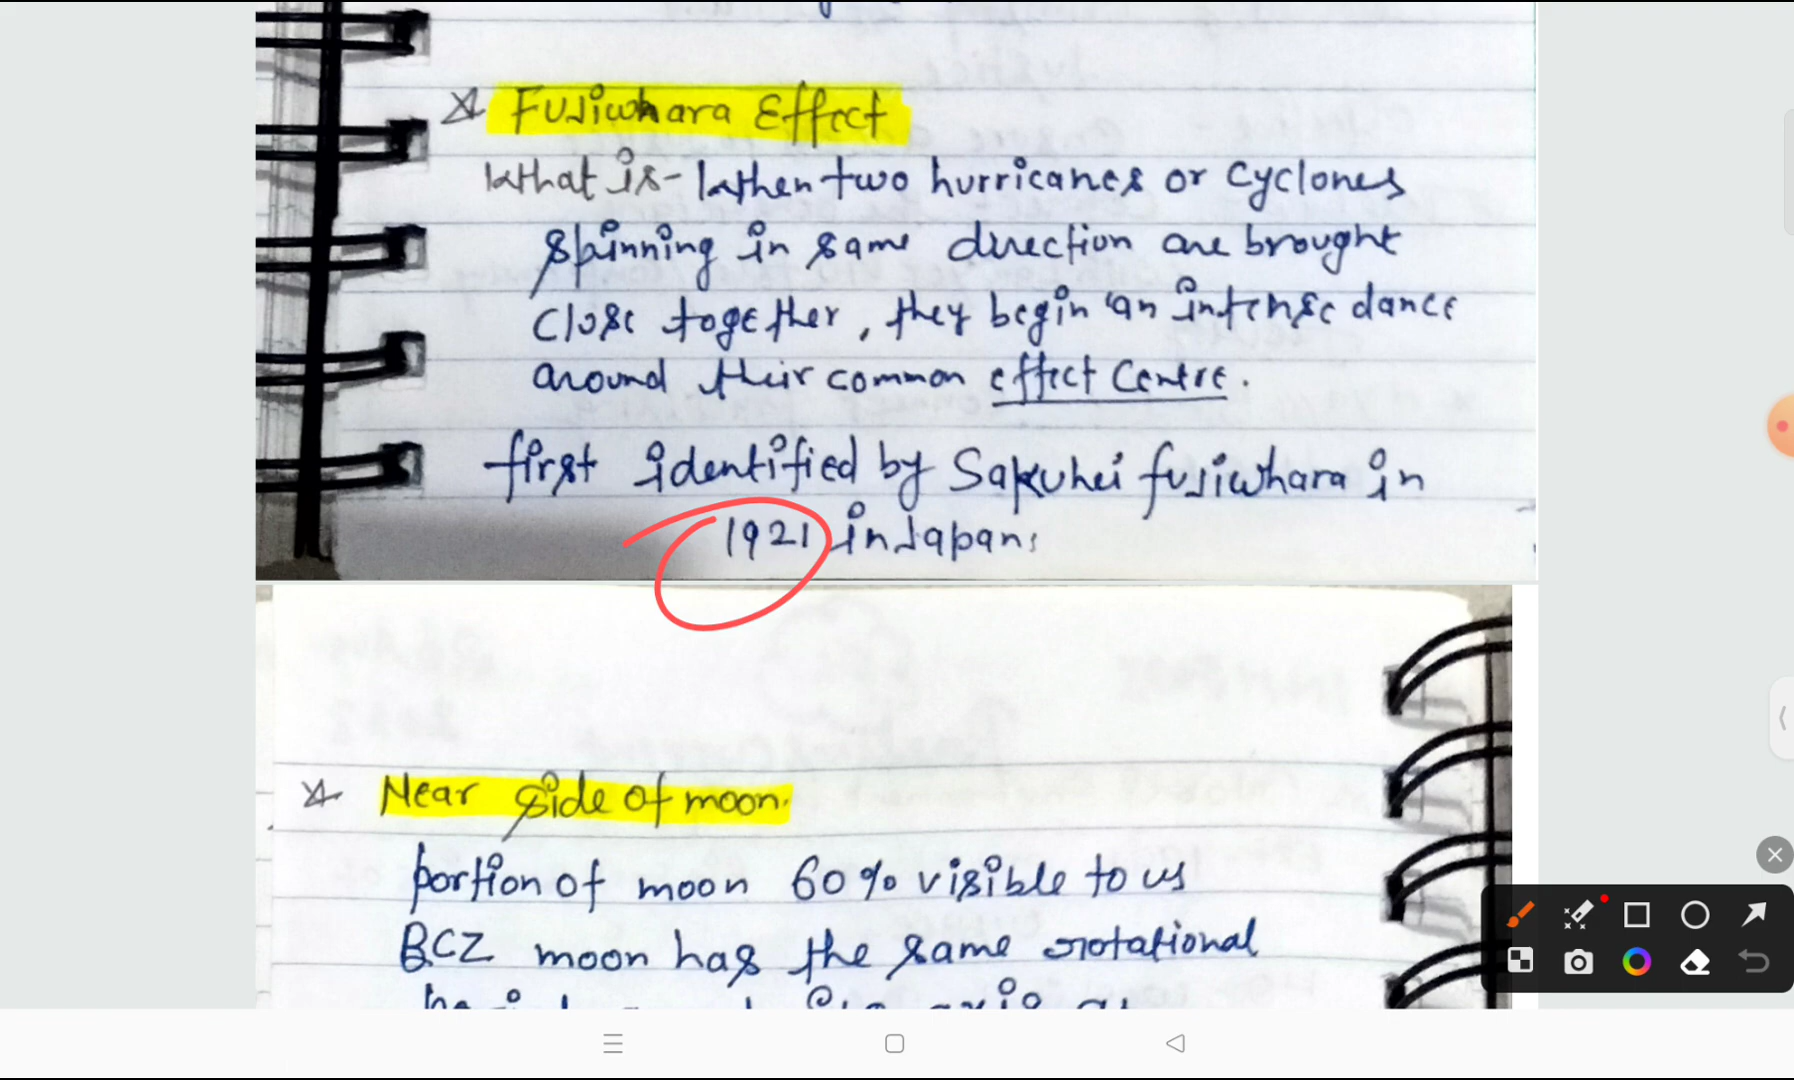 Fujiwhara Effect
What is- When two hurricanes or cyclones
spinning in same direction are brought
close together, they begin 'an intense dance
around their common effect Centre.
first identified by Sakuhei fujiwhara in
1921 in Japan.
Near Side of moon.
portion of moon 60% visible to us
BCZ moon has the same rotational